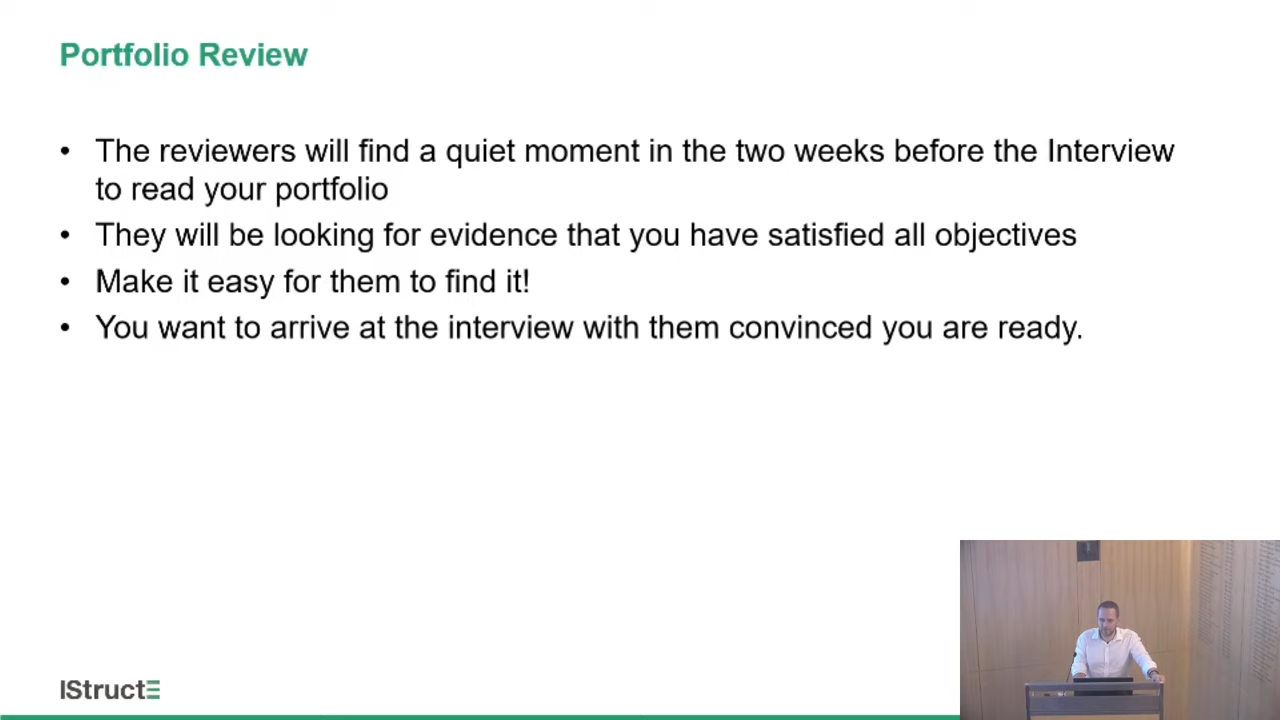 Portfolio Review
• The reviewers will find a quiet moment in the two weeks before the Interview
to read your portfolio
• They will be looking for evidence that you have satisfied all objectives
• Make it easy for them to find it!
• You want to arrive at the interview with them convinced you are ready.
IStructE